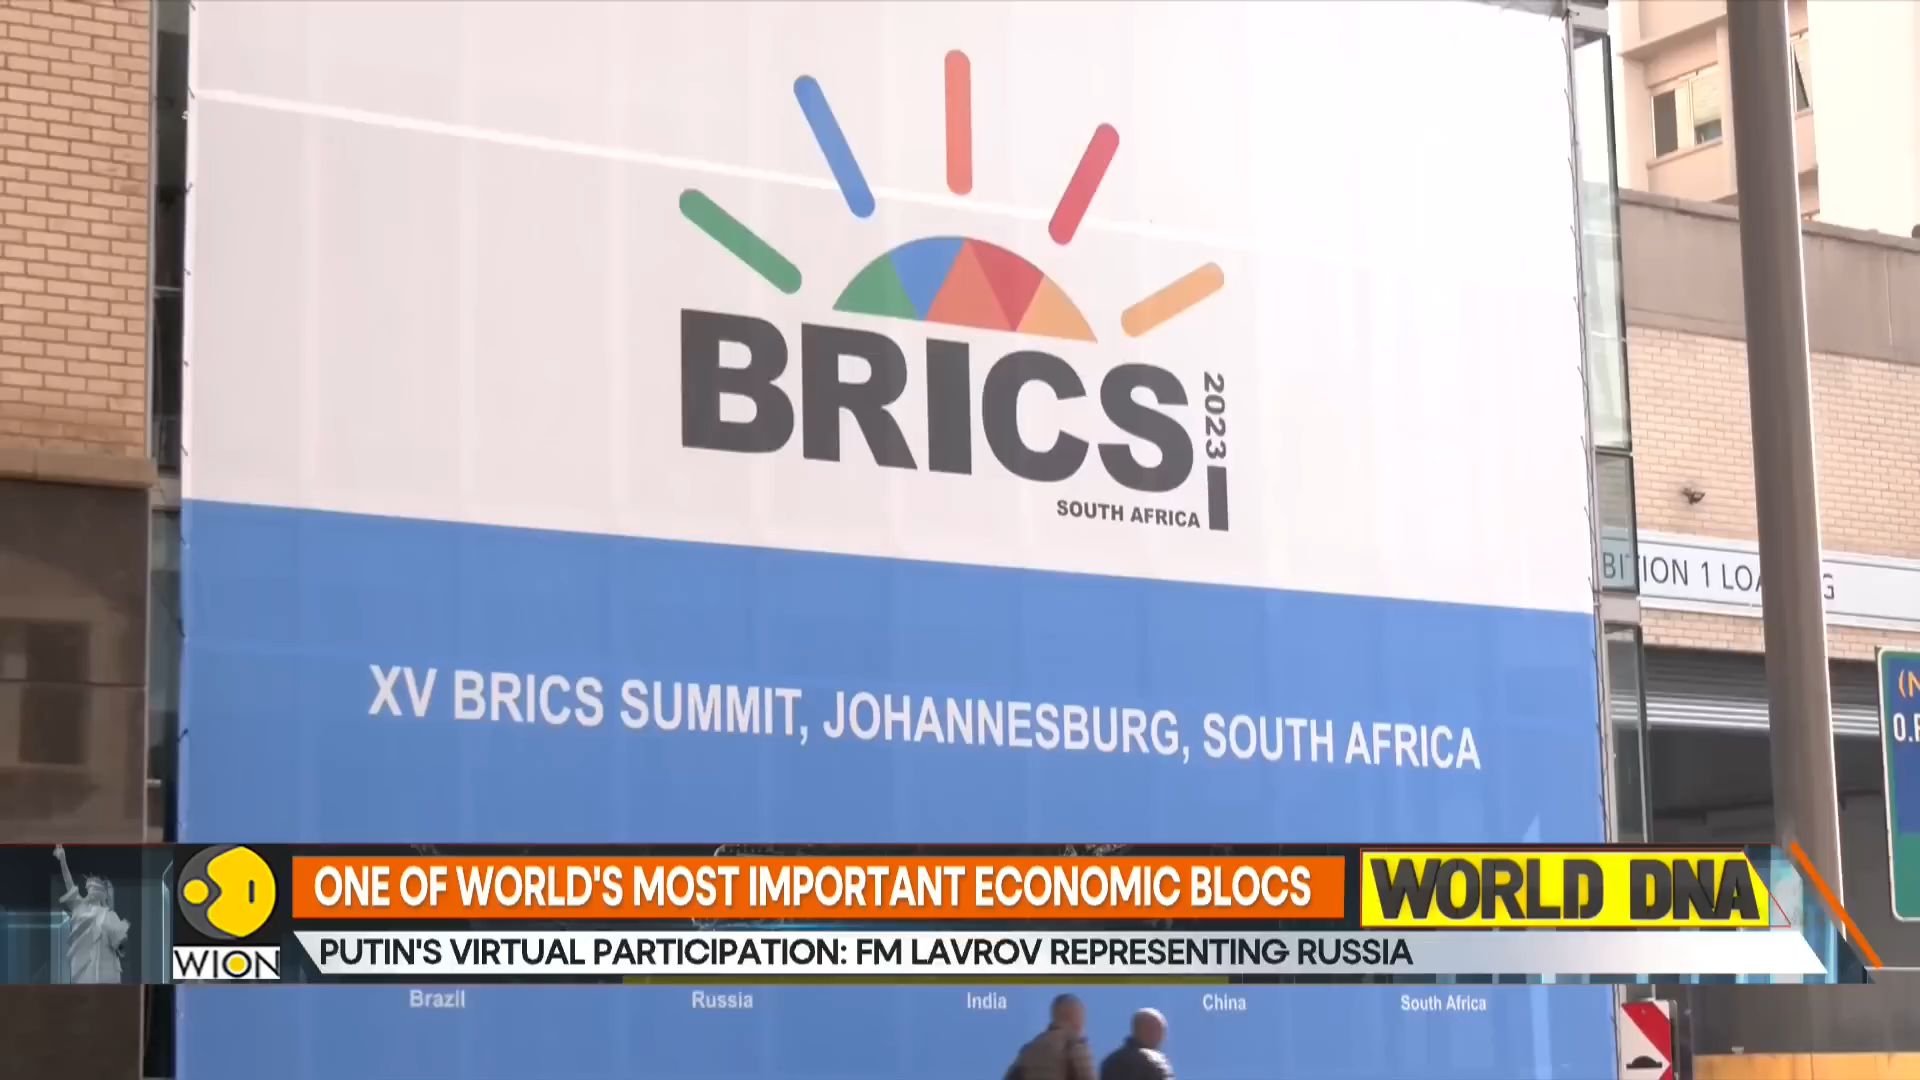 BRICS
2023
SOUTH AFRICA
XV BRICS SUMMIT, JOHANNESBURG, SOUTH AFRICA
ONE OF WORLD'S MOST IMPORTANT ECONOMIC BLOCS
WORLD DNA
WION
PUTIN'S VIRTUAL PARTICIPATION: FM LAVROV REPRESENTING RUSSIA
Brazil
Russia
India
China
South Africa